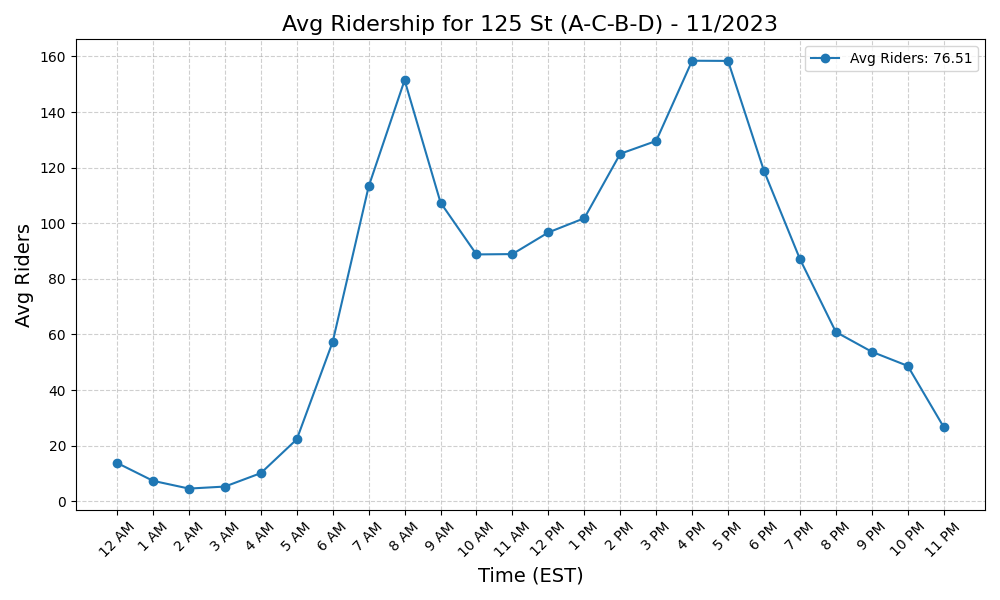 Avg Ridership for 125 St (A-C-B-D) - 11/2023
Avg Riders: 76.51
Avg Riders
160
140
120
100
80
60
40
20
0
12 AM
1 AM
2 AM
3 AM
4 AM
5 AM
6 AM
7 AM
8 AM
9 AM
10 AM
11 AM
12 PM
1 PM
2 PM
3 PM
4 PM
5 PM
6 PM
7 PM
8 PM
9 PM
10 PM
11 PM
Time (EST)